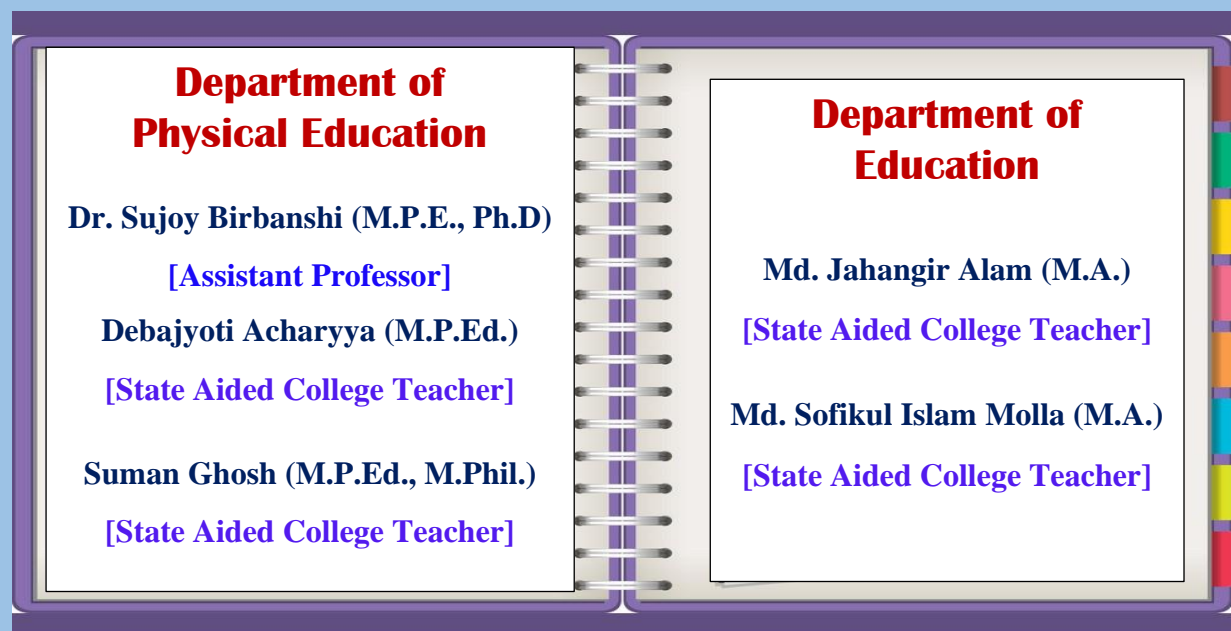 Department of
Physical Education
Dr. Sujoy Birbanshi (M.P.E., Ph.D)
[Assistant Professor]
Debajyoti Acharyya (M.P.Ed.)
[State Aided College Teacher]
Suman Ghosh (M.P.Ed., M.Phil.)
[State Aided College Teacher]
Department of
Education
Md. Jahangir Alam (M.A.)
[State Aided College Teacher]
Md. Sofikul Islam Molla (M.A.)
[State Aided College Teacher]